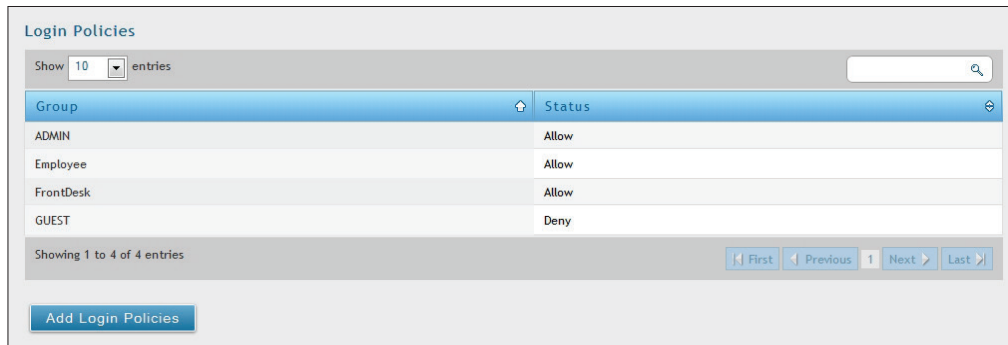 Login Policies
Show 10 entries
Group Status
ADMIN Allow
Employee Allow
FrontDesk Allow
GUEST Deny
Showing 1 to 4 of 4 entries First Previous 1 Next Last
Add Login Policies